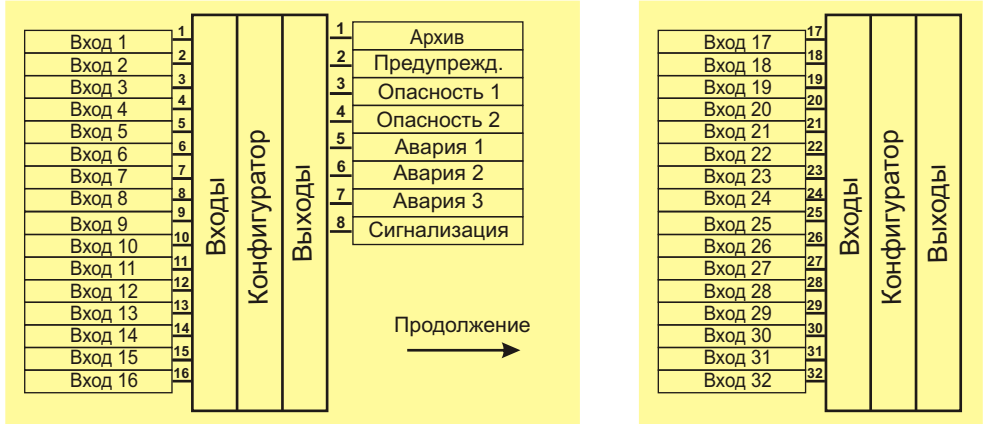 1
Вход 1
2
Вход 2
3
Вход 3
4
Вход 4
5
Вход 5
6
Вход 6
7
Вход 7
8
Вход 8
9
Вход 9
10
Вход 10
11
Вход 11
12
Вход 12
13
Вход 13
14
Вход 14
15
Вход 15
16
Вход 16
Входы
Конфигуратор
Выходы
1
Архив
2
Предупрежд.
3
Опасность 1
4
Опасность 2
5
Авария 1
6
Авария 2
7
Авария 3
8
Сигнализация
Продолжение
17
Вход 17
18
Вход 18
19
Вход 19
20
Вход 20
21
Вход 21
22
Вход 22
23
Вход 23
24
Вход 24
25
Вход 25
26
Вход 26
27
Вход 27
28
Вход 28
29
Вход 29
30
Вход 30
31
Вход 31
32
Вход 32
Входы
Конфигуратор
Выходы